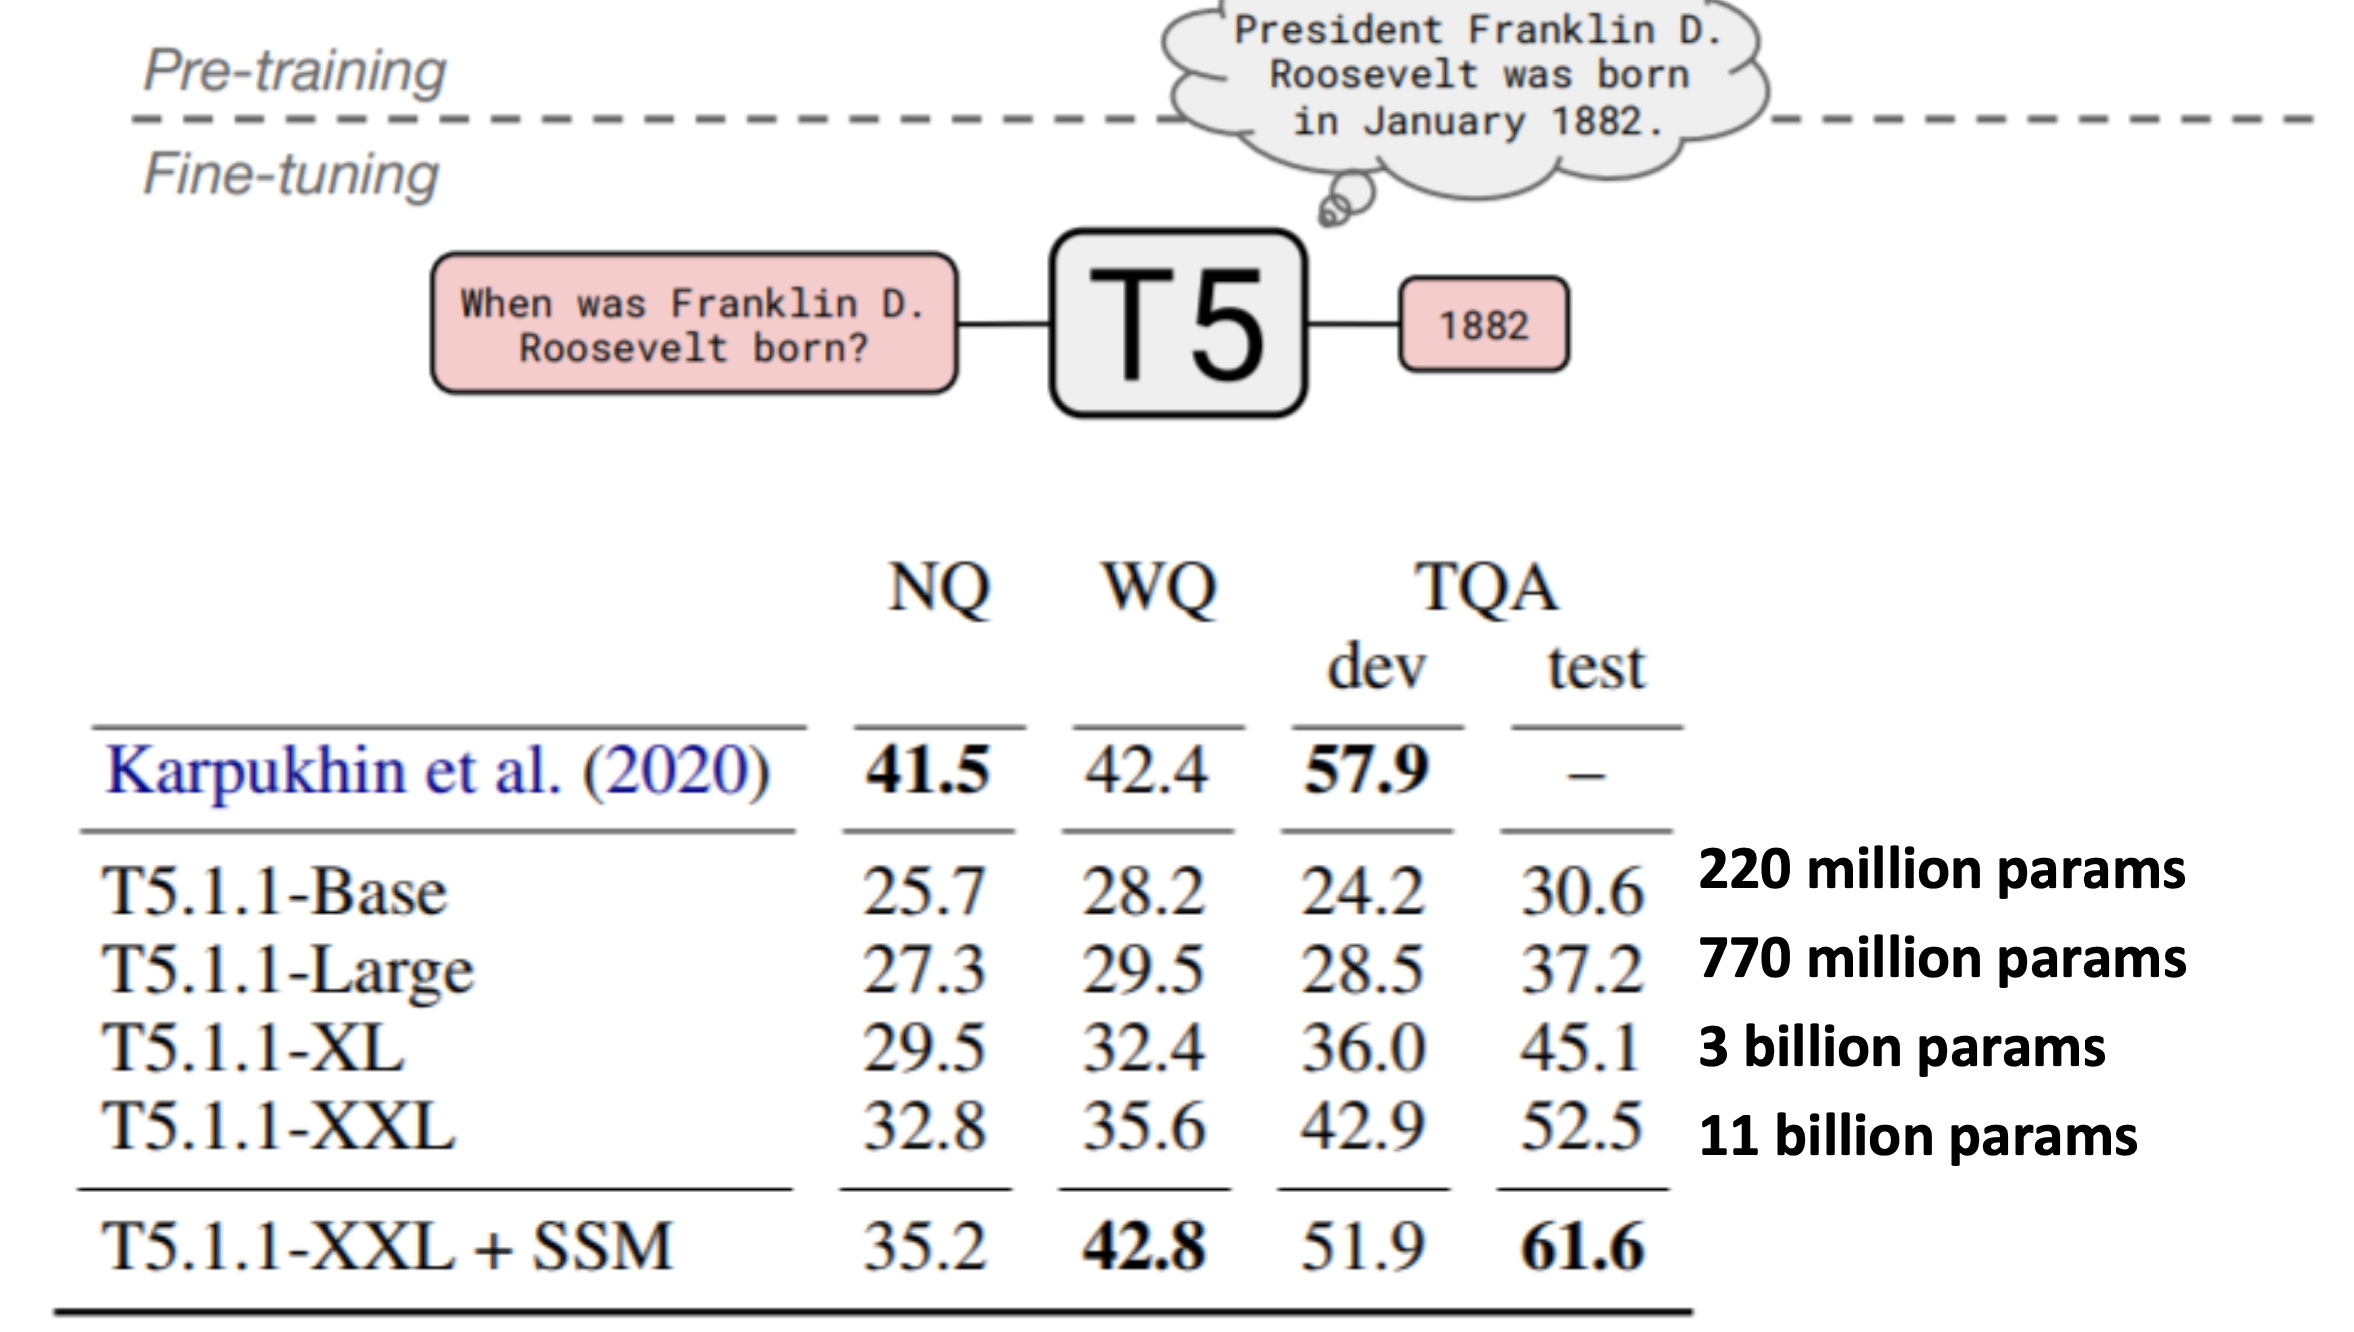 Pre-training
President Franklin D.
Roosevelt was born
in January 1882.
Fine-tuning
When was Franklin D.
Roosevelt born?
T5
1882
NQ WQ TQA
dev test
Karpukhin et al. (2020) 41.5 42.4 57.9 –
T5.1.1-Base 25.7 28.2 24.2 30.6 220 million params
T5.1.1-Large 27.3 29.5 28.5 37.2 770 million params
T5.1.1-XL 29.5 32.4 36.0 45.1 3 billion params
T5.1.1-XXL 32.8 35.6 42.9 52.5 11 billion params
T5.1.1-XXL + SSM 35.2 42.8 51.9 61.6